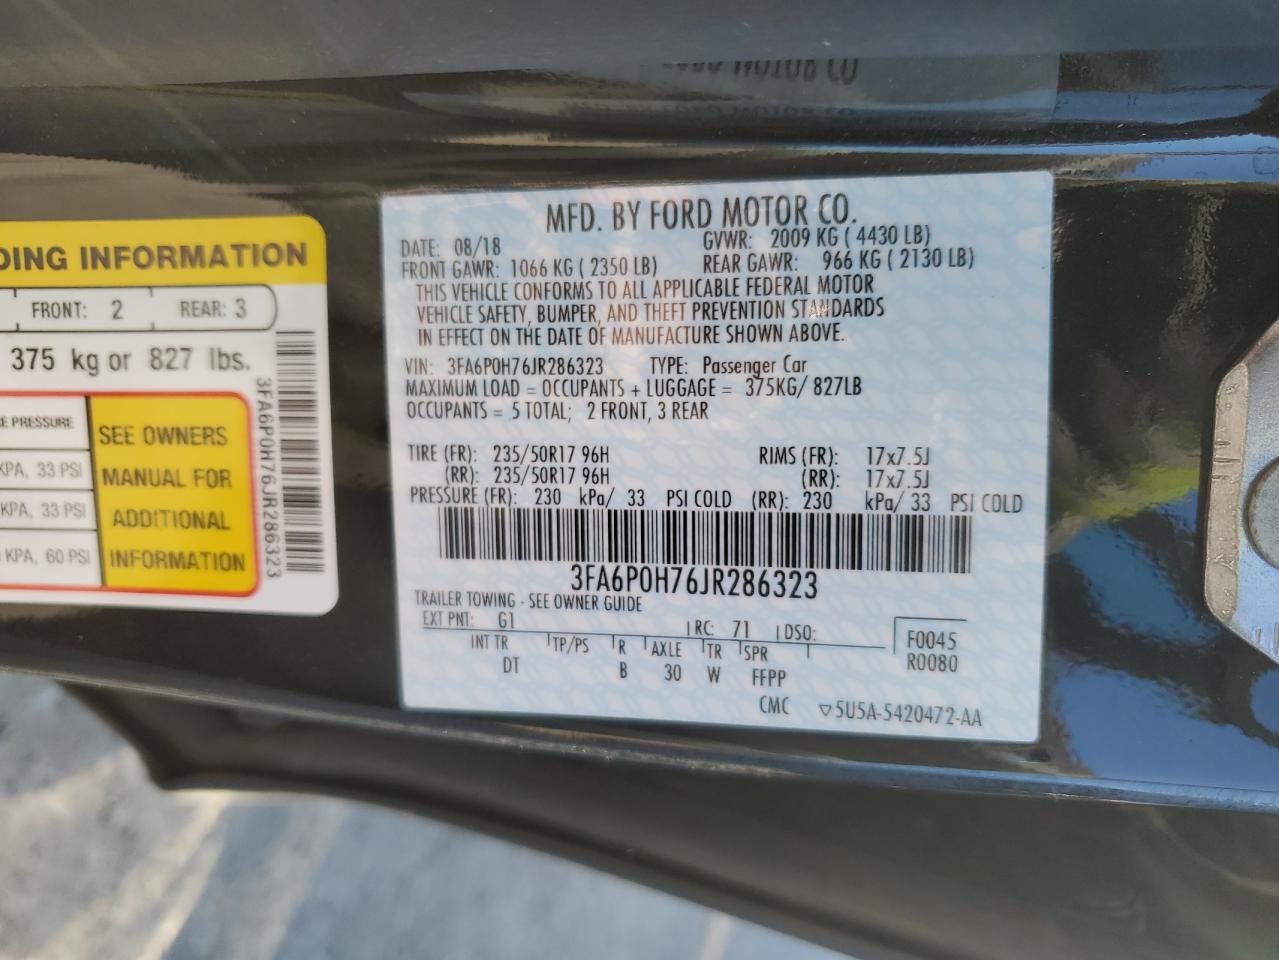 DING INFORMATION
FRONT: 2 REAR: 3
375 kg or 827 lbs.
E PRESSURE
KPA, 33 PSI
KPA, 33 PSI
KPA, 60 PSI
SEE OWNERS
MANUAL FOR
ADDITIONAL
INFORMATION
3FA6P0H76JR286323
MFD. BY FORD MOTOR CO.
DATE: 08/18 GVWR: 2009 KG ( 4430 LB)
FRONT GAWR: 1066 KG ( 2350 LB) REAR GAWR: 966 KG ( 2130 LB)
THIS VEHICLE CONFORMS TO ALL APPLICABLE FEDERAL MOTOR
VEHICLE SAFETY, BUMPER, AND THEFT PREVENTION STANDARDS
IN EFFECT ON THE DATE OF MANUFACTURE SHOWN ABOVE.
VIN: 3FA6P0H76JR286323 TYPE: Passenger Car
MAXIMUM LOAD = OCCUPANTS + LUGGAGE = 375KG/ 827LB
OCCUPANTS = 5 TOTAL; 2 FRONT, 3 REAR
TIRE (FR): 235/50R17 96H RIMS (FR): 17x7.5J
(RR): 235/50R17 96H (RR): 17x7.5J
PRESSURE (FR): 230 kPa/ 33 PSI COLD (RR): 230 kPa/ 33 PSI COLD
3FA6P0H76JR286323
TRAILER TOWING - SEE OWNER GUIDE
EXT PNT: G1 RC: 71 DSO: F0045
INT TR TP/PS R AXLE TR SPR R0080
DT B 30 W FFPP
CMC ▽5U5A-5420472-AA